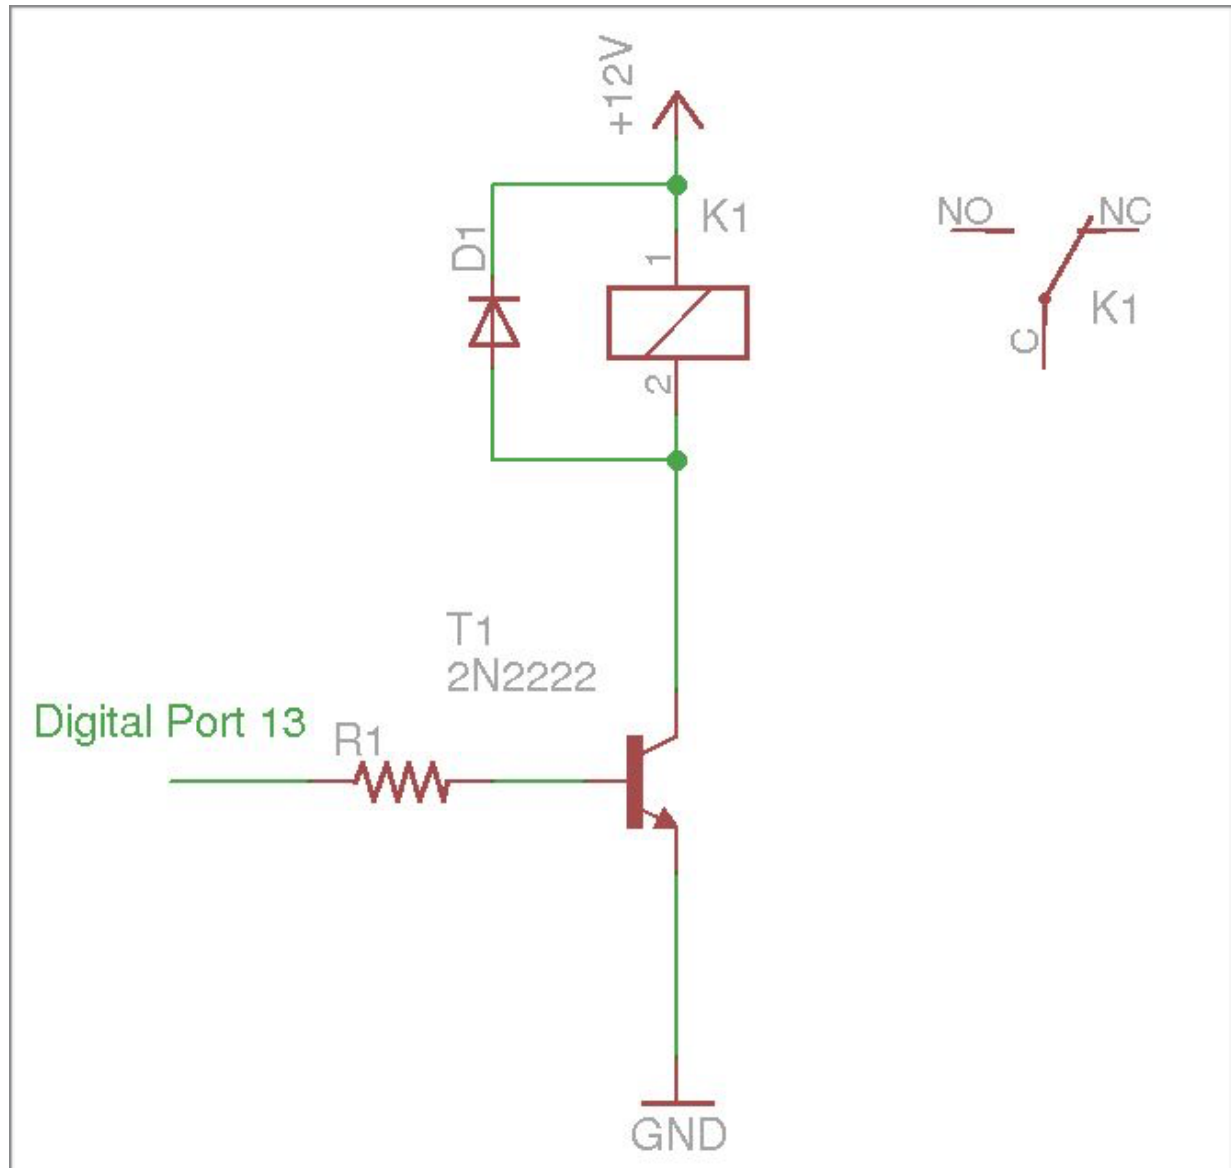 +12V
K1
D1
1
2
NO
NC
K1
C
T1
2N2222
Digital Port 13
R1
GND